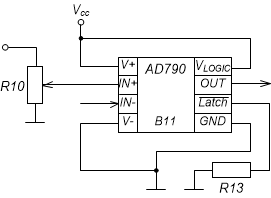 Vcc
V+ AD790 VLOGIC
R10 IN+ OUT
IN- Latch
V- B11 GND
R13